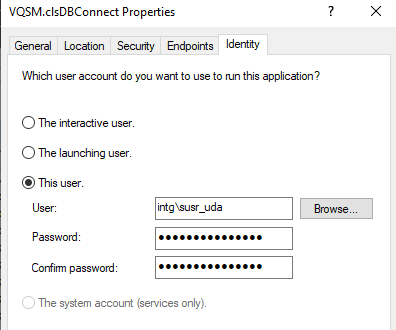 VQSM.clsDBConnect Properties
General Location Security Endpoints Identity
Which user account do you want to use to run this application?
The interactive user.
The launching user.
This user.
User: intg\susr_uda Browse...
Password: ●●●●●●●●●●●●●●●
Confirm password: ●●●●●●●●●●●●●●●
The system account (services only).